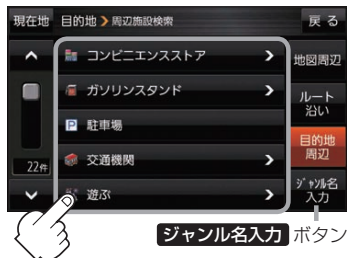 現在地 目的地 周辺施設検索 戻る
コンビニエンスストア
地図周辺
ガソリンスタンド
ルート
沿い
駐車場
目的地
周辺
交通機関
22件
遊ぶ
ジャンル名
入力
ジャンル名入力 ボタン